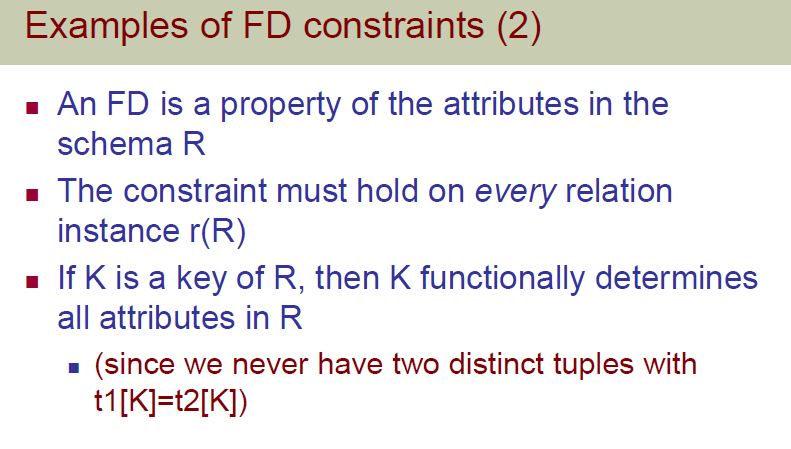 Examples of FD constraints (2)
An FD is a property of the attributes in the
schema R
The constraint must hold on every relation
instance r(R)
If K is a key of R, then K functionally determines
all attributes in R
(since we never have two distinct tuples with
t1[K]=t2[K])